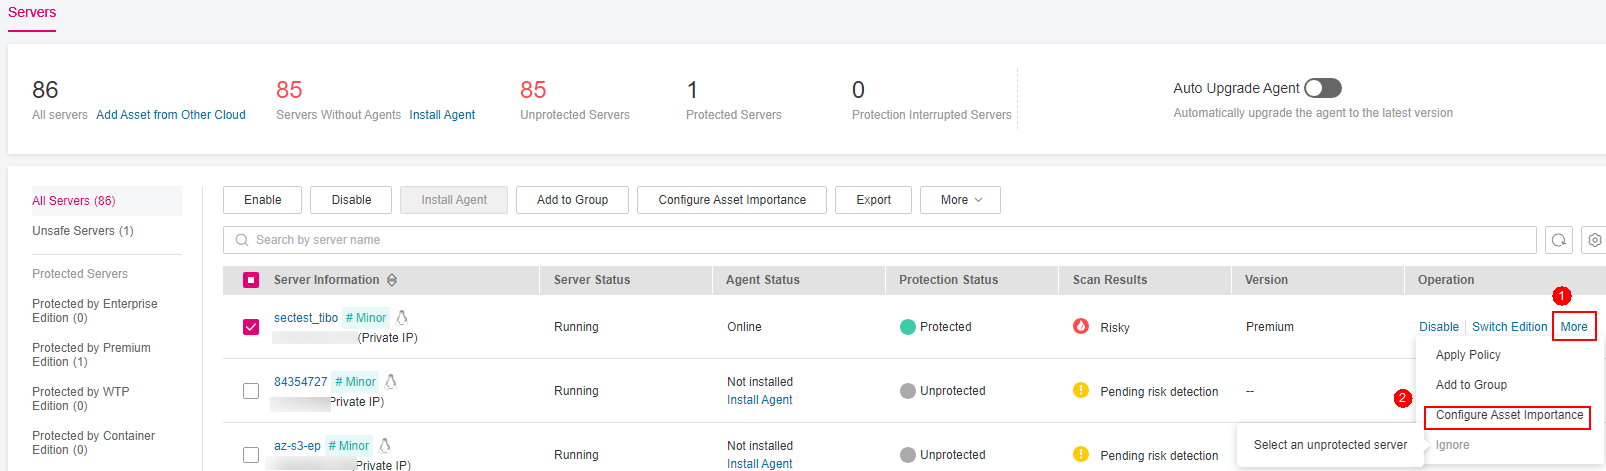 Servers
86
All servers Add Asset from Other Cloud
85
Servers Without Agents Install Agent
85
Unprotected Servers
1
Protected Servers
0
Protection Interrupted Servers
Auto Upgrade Agent
Automatically upgrade the agent to the latest version
All Servers (86)
Unsafe Servers (1)
Protected Servers
Protected by Enterprise
Edition (0)
Protected by Premium
Edition (1)
Protected by WTP
Edition (0)
Protected by Container
Edition (0)
Enable Disable Install Agent Add to Group Configure Asset Importance Export More
Search by server name
Server Information Server Status Agent Status Protection Status Scan Results Version Operation
1
sectest_tibo # Minor
(Private IP)
Running Online Protected Risky Premium Disable Switch Edition More
84354727 # Minor
Private IP)
Running
Not installed
Install Agent
Unprotected Pending risk detection --
az-s3-ep # Minor
Private IP)
Running
Not installed
Install Agent
Unprotected Pending risk detection
Apply Policy
Add to Group
2
Configure Asset Importance
Ignore
Select an unprotected server